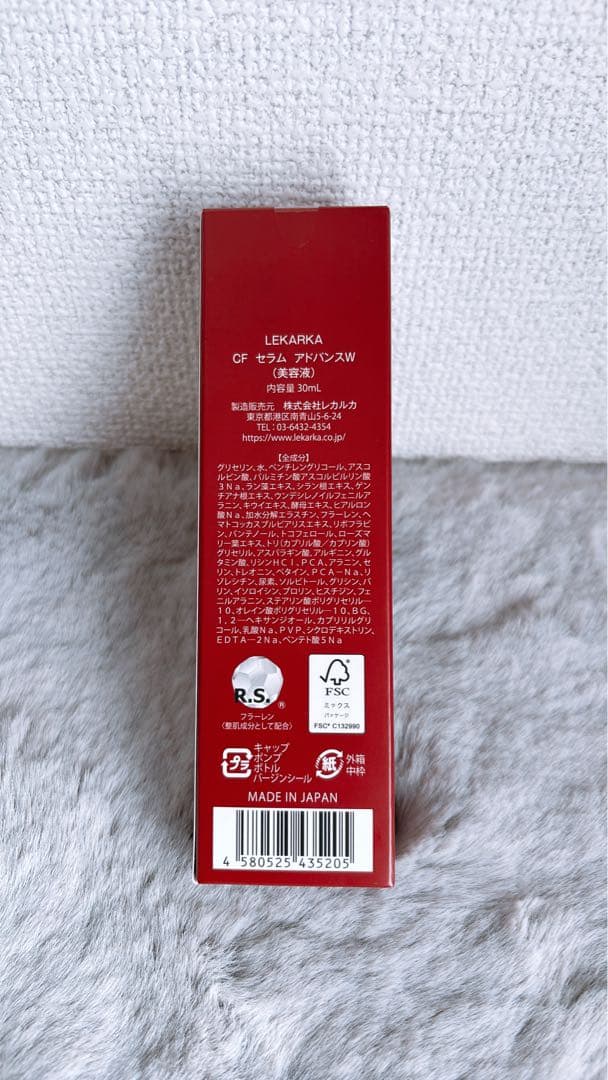 LEKARKA
CF セラム アドバンスW
（美容液）
内容量 30mL
製造販売元 株式会社レカルカ
東京都港区南青山5-6-24
TEL：03-6432-4354
https://www.lekarka.co.jp/
【全成分】
グリセリン、水、ペンチレングリコール、アスコ
ルビン酸、パルミチン酸アスコルビルリン酸
３Ｎａ、ラン藻エキス、シラン根エキス、ゲン
チアナ根エキス、ウンデシレノイルフェニルア
ラニン、キウイエキス、酵母エキス、ヒアルロン
酸Ｎａ、加水分解エラスチン、フラーレン、ヘ
マトコッカスプルビアリスエキス、リボフラビ
ン、パンテノール、トコフェロール、ローズマ
リー葉エキス、トリ（カプリル酸／カプリン酸）
グリセリル、アスパラギン酸、アルギニン、グル
タミン酸、リシンＨＣｌ、ＰＣＡ、アラニン、セ
リン、トレオニン、ベタイン、ＰＣＡ－Ｎａ、リ
ゾレシチン、尿素、ソルビトール、グリシン、バ
リン、イソロイシン、プロリン、ヒスチジン、フェ
ニルアラニン、ステアリン酸ポリグリセリル－
１０、オレイン酸ポリグリセリル－１０、ＢＧ、
１，２－ヘキサンジオール、カプリリルグリ
コール、乳酸Ｎａ、ＰＶＰ、シクロデキストリン、
ＥＤＴＡ－２Ｎａ、ペンテト酸５Ｎａ
R.S.®
フラーレン
〈整肌成分として配合〉
FSC
ミックス
パッケージ
FSC® C132990
プラ
キャップ
ポンプ
ボトル
バージンシール
紙
外箱
中枠
MADE IN JAPAN
4 580525 435205